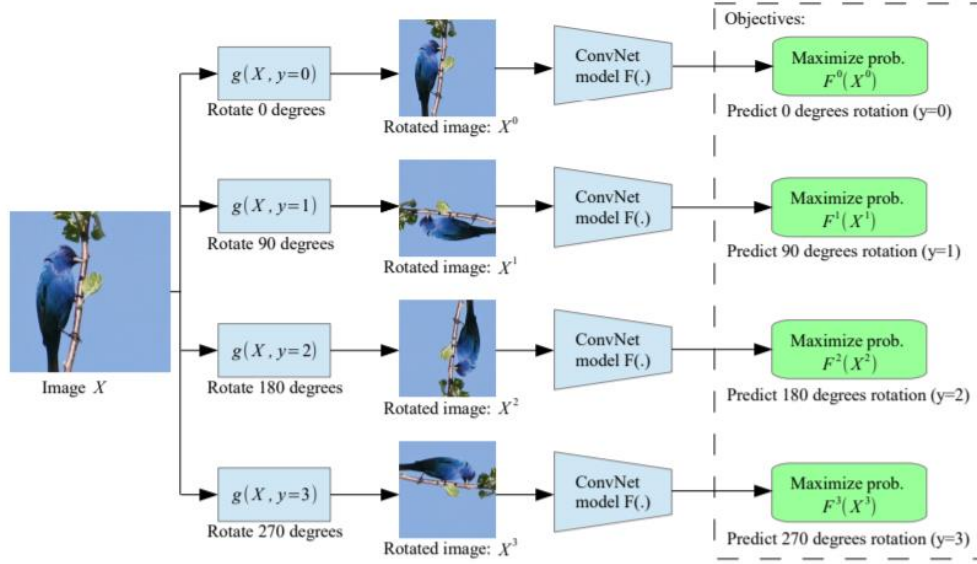 Objectives:
g(X, y=0)
Rotate 0 degrees
Rotated image: X⁰
ConvNet
model F(.)
Maximize prob.
F⁰(X⁰)
Predict 0 degrees rotation (y=0)
g(X, y=1)
Rotate 90 degrees
Rotated image: X¹
ConvNet
model F(.)
Maximize prob.
F¹(X¹)
Predict 90 degrees rotation (y=1)
Image X
g(X, y=2)
Rotate 180 degrees
Rotated image: X²
ConvNet
model F(.)
Maximize prob.
F²(X²)
Predict 180 degrees rotation (y=2)
g(X, y=3)
Rotate 270 degrees
Rotated image: X³
ConvNet
model F(.)
Maximize prob.
F³(X³)
Predict 270 degrees rotation (y=3)